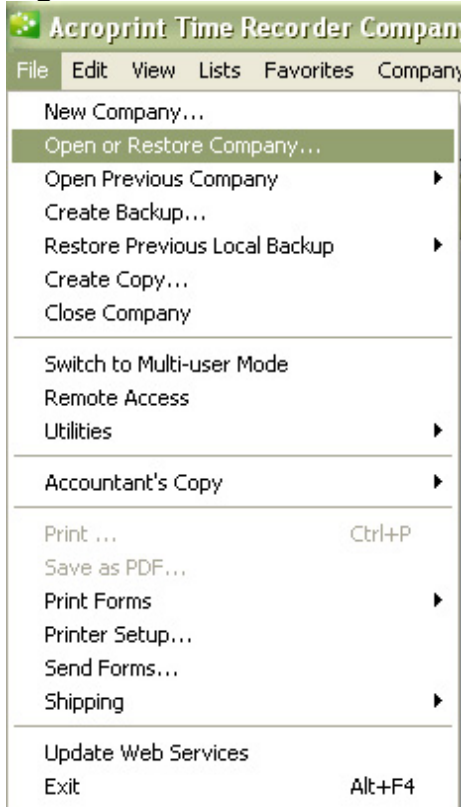 Acroprint Time Recorder Company
File Edit View Lists Favorites Company
New Company...
Open or Restore Company...
Open Previous Company
Create Backup...
Restore Previous Local Backup
Create Copy...
Close Company
Switch to Multi-user Mode
Remote Access
Utilities
Accountant's Copy
Print ... Ctrl+P
Save as PDF...
Print Forms
Printer Setup...
Send Forms...
Shipping
Update Web Services
Exit Alt+F4